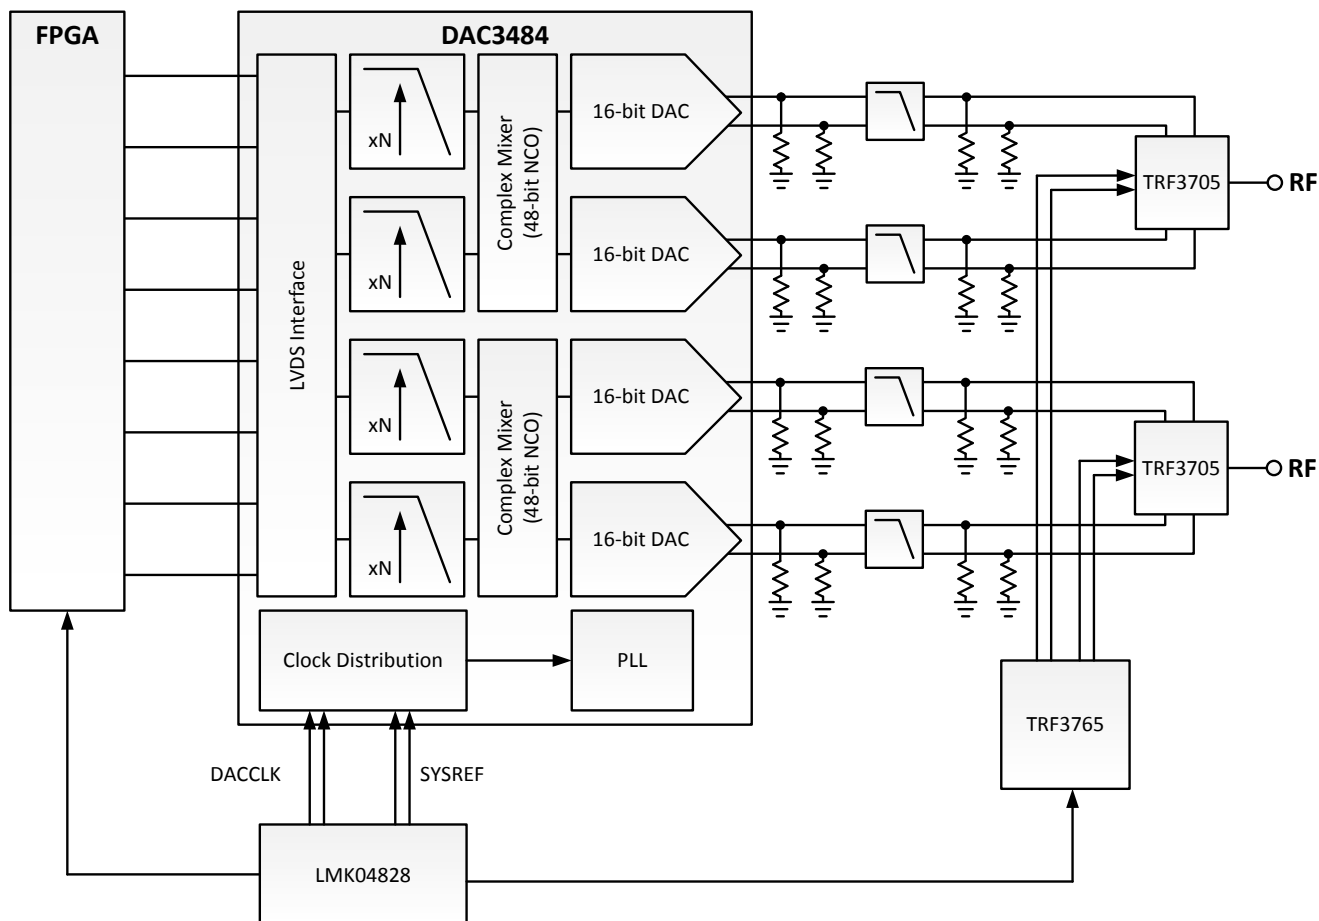 FPGA
DAC3484
LVDS Interface
xN
Complex Mixer
(48-bit NCO)
16-bit DAC
TRF3705
RF
xN
16-bit DAC
xN
Complex Mixer
(48-bit NCO)
16-bit DAC
TRF3705
RF
xN
16-bit DAC
Clock Distribution
PLL
TRF3765
DACCLK
SYSREF
LMK04828